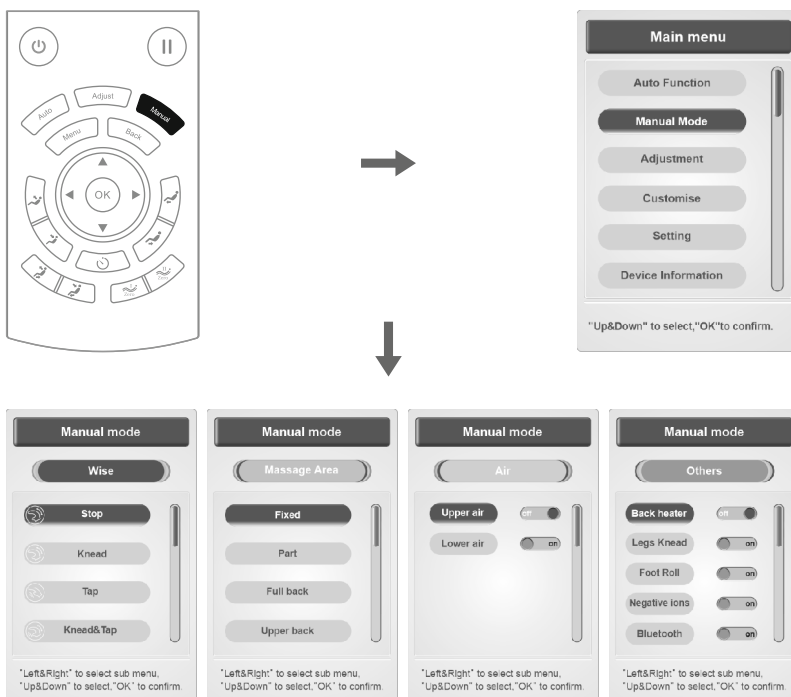 Auto
Adjust
Manual
Menu
Back
OK
Zero
Zero
Main menu
Auto Function
Manual Mode
Adjustment
Customise
Setting
Device Information
"Up&Down" to select,"OK"to confirm.
Manual mode
Wise
Stop
Knead
Tap
Knead&Tap
"Left&Right" to select sub menu,
"Up&Down" to select,"OK" to confirm.
Manual mode
Massage Area
Fixed
Part
Full back
Upper back
"Left&Right" to select sub menu,
"Up&Down" to select,"OK" to confirm.
Manual mode
Air
Upper air off
Lower air on
"Left&Right" to select sub menu,
"Up&Down" to select,"OK" to confirm.
Manual mode
Others
Back heater off
Legs Knead on
Foot Roll on
Negative ions on
Bluetooth on
"Left&Right" to select sub menu,
"Up&Down" to select,"OK" to confirm.